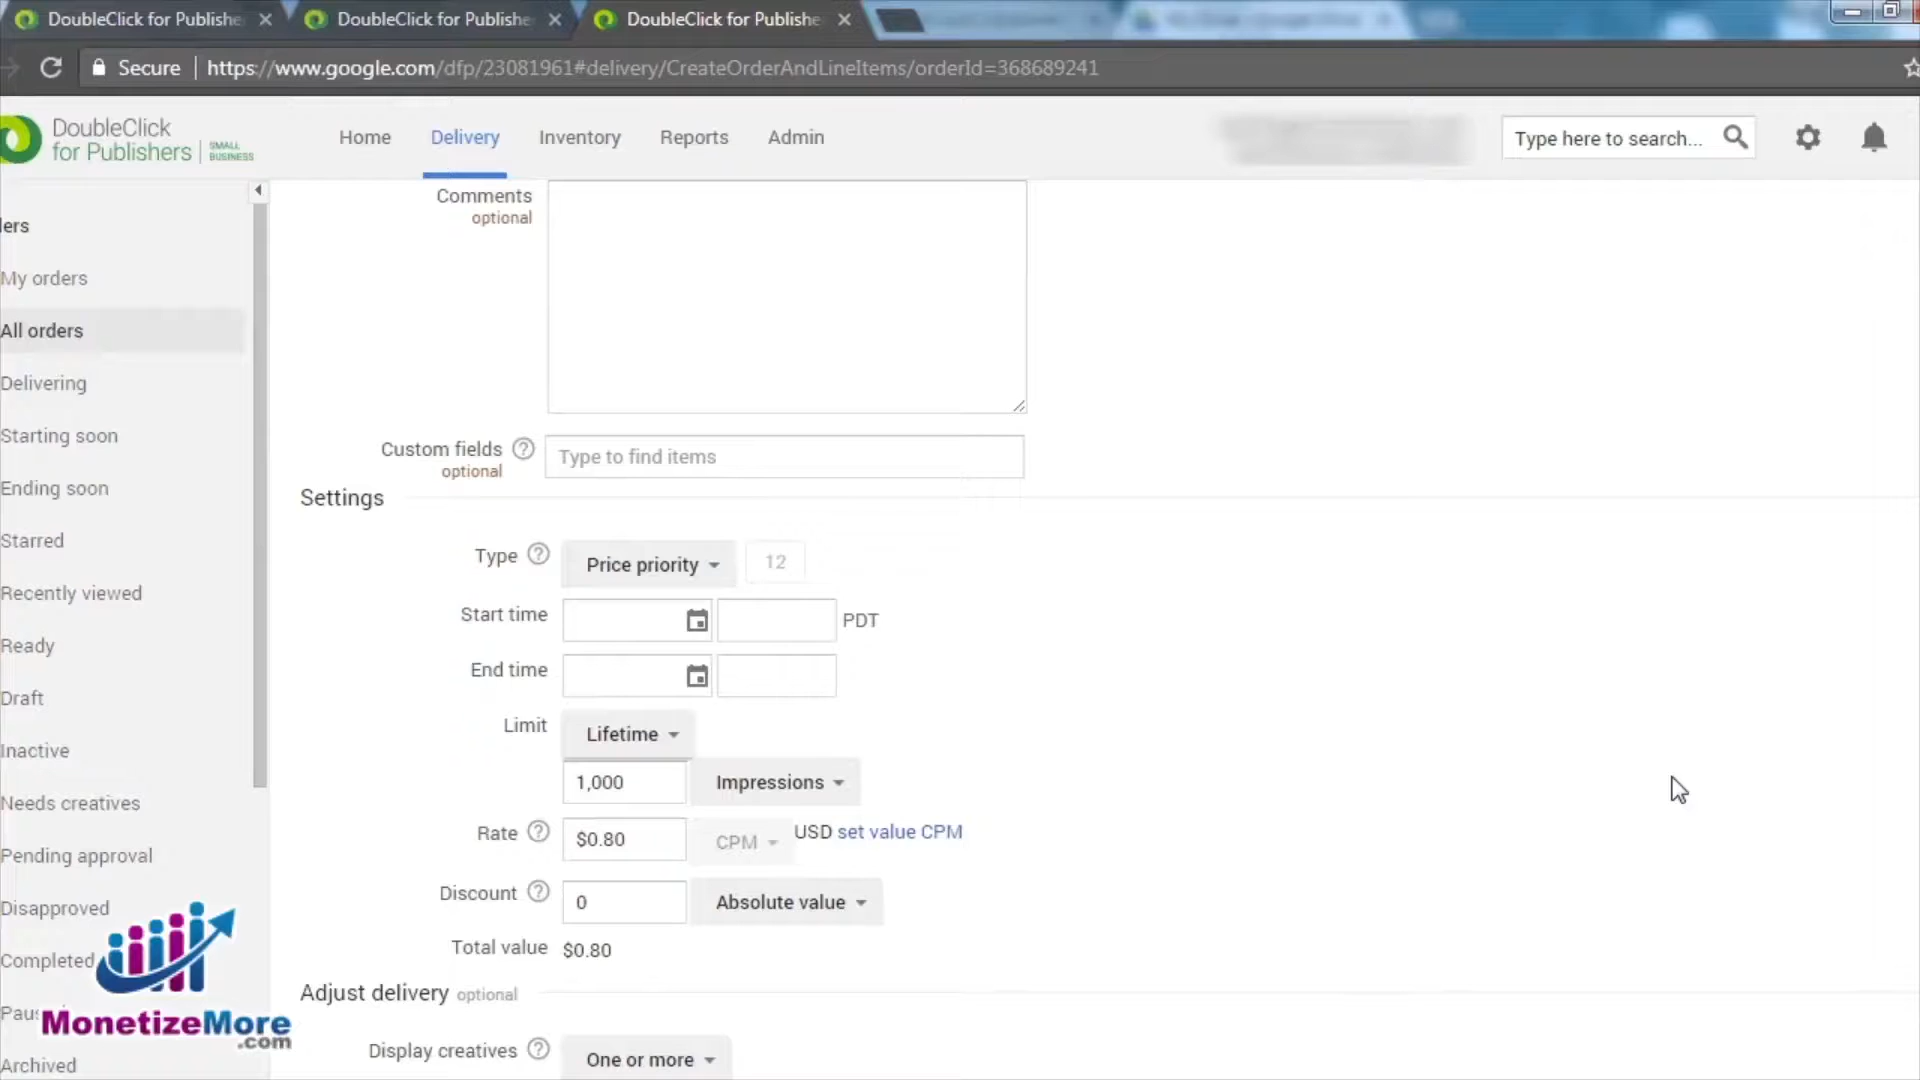 DoubleClick for Publishe
DoubleClick for Publishe
DoubleClick for Publishe
Secure
https://www.google.com/dfp/23081961#delivery/CreateOrderAndLineItems/orderId=368689241
DoubleClick
for Publishers
SMALL
BUSINESS
Home
Delivery
Inventory
Reports
Admin
Type here to search...
ers
My orders
All orders
Delivering
Starting soon
Ending soon
Starred
Recently viewed
Ready
Draft
Inactive
Needs creatives
Pending approval
Disapproved
Completed
Pau
Archived
Comments
optional
Custom fields
optional
Type to find items
Settings
Type
Price priority
12
Start time
PDT
End time
Limit
Lifetime
1,000
Impressions
Rate
$0.80
CPM
USD set value CPM
Discount
0
Absolute value
Total value
$0.80
Adjust delivery optional
Display creatives
One or more
MonetizeMore
.com